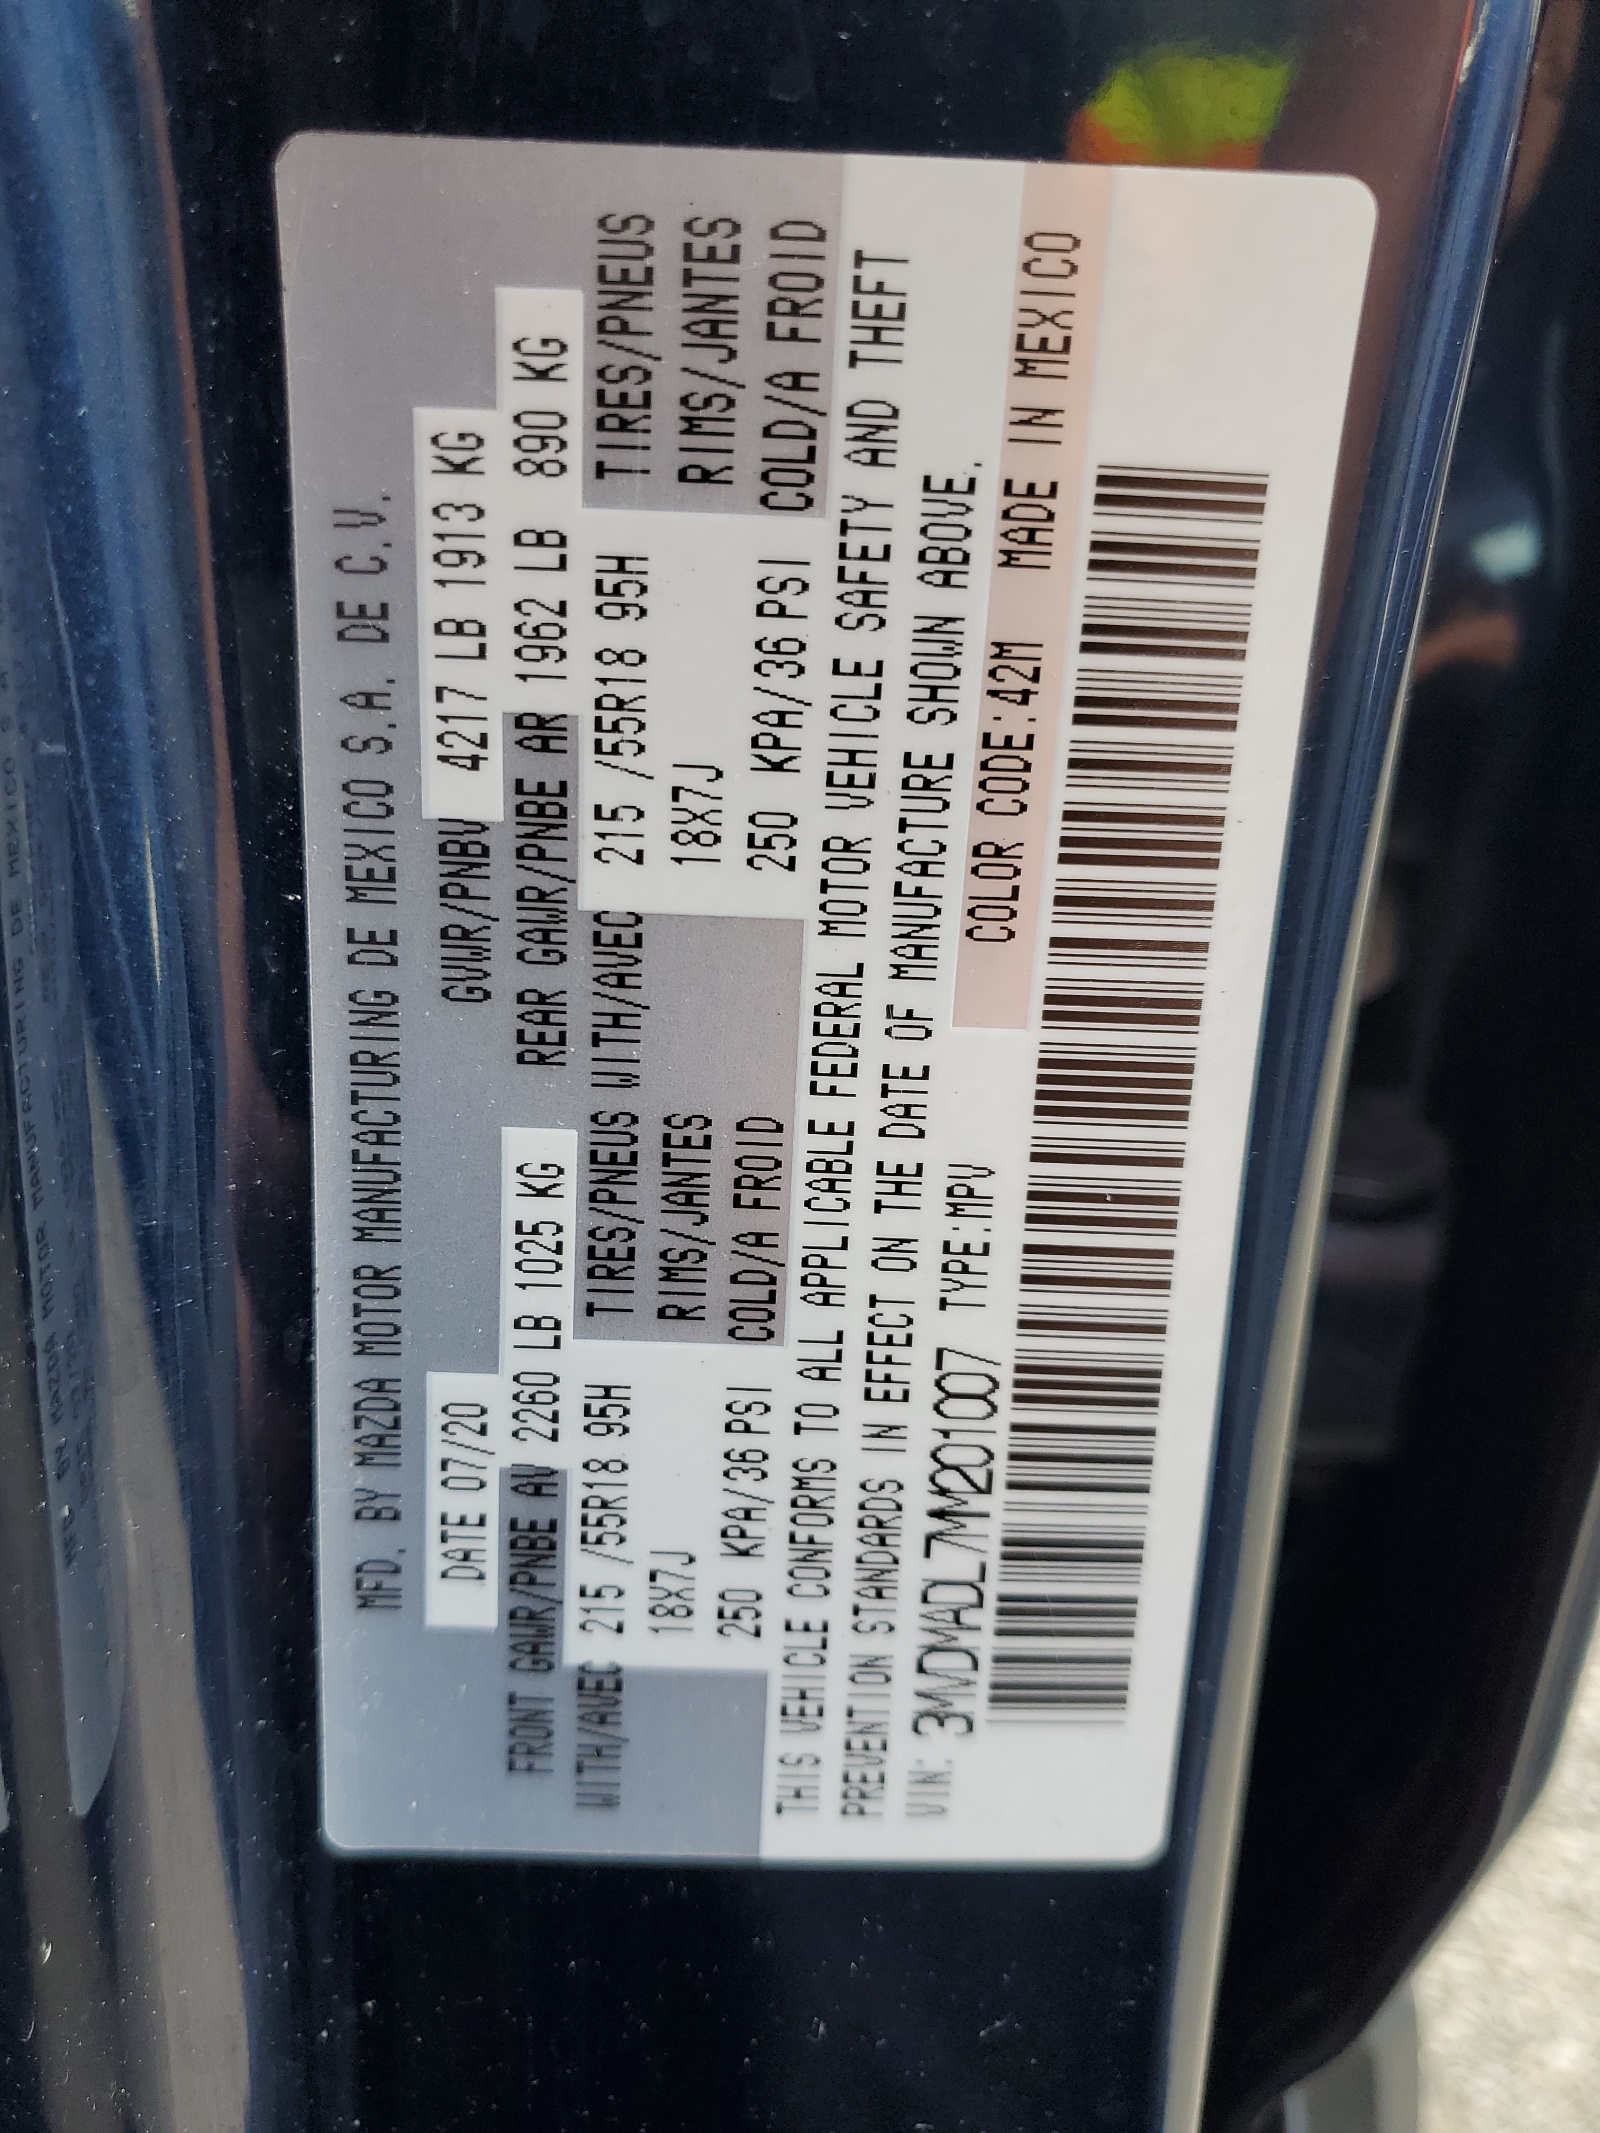 MFD. BY MAZDA MOTOR MANUFACTURING DE MEXICO S.A. DE C.V.
DATE 07/20 GVWR/PNBV 4217 LB 1913 KG
FRONT GAWR/PNBE AV 2260 LB 1025 KG REAR GAWR/PNBE AR 1962 LB 890 KG
WITH/AVEC 215 /55R18 95H TIRES/PNEUS WITH/AVEC 215 /55R18 95H TIRES/PNEUS
18X7J RIMS/JANTES 18X7J RIMS/JANTES
250 KPA/36 PSI COLD/A FROID 250 KPA/36 PSI COLD/A FROID
THIS VEHICLE CONFORMS TO ALL APPLICABLE FEDERAL MOTOR VEHICLE SAFETY AND THEFT
PREVENTION STANDARDS IN EFFECT ON THE DATE OF MANUFACTURE SHOWN ABOVE.
VIN: 3MVDMADL7MM201007 TYPE:MPV COLOR CODE:42M MADE IN MEXICO